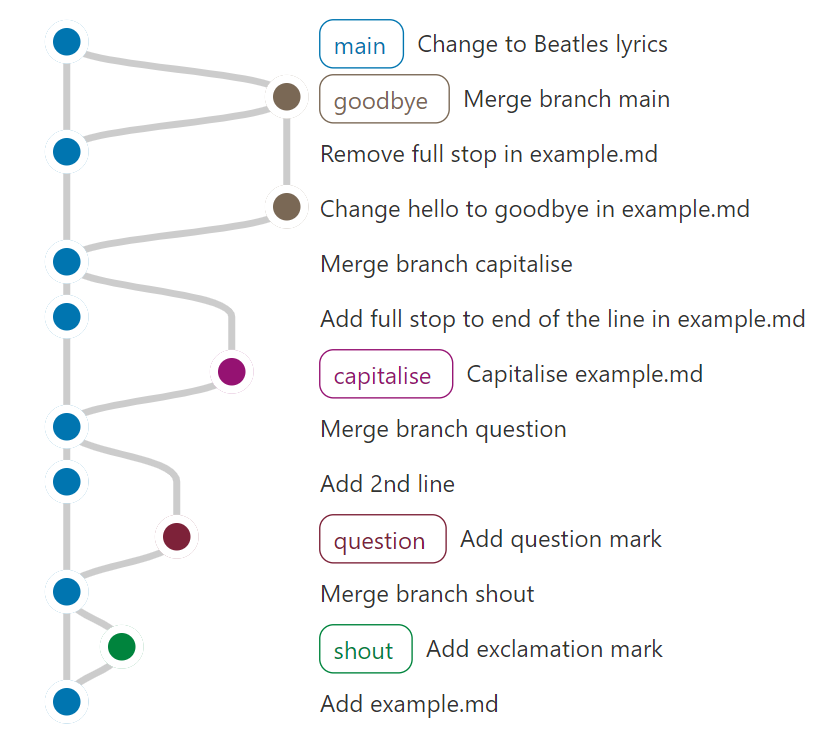 main Change to Beatles lyrics
goodbye Merge branch main
Remove full stop in example.md
Change hello to goodbye in example.md
Merge branch capitalise
Add full stop to end of the line in example.md
capitalise Capitalise example.md
Merge branch question
Add 2nd line
question Add question mark
Merge branch shout
shout Add exclamation mark
Add example.md